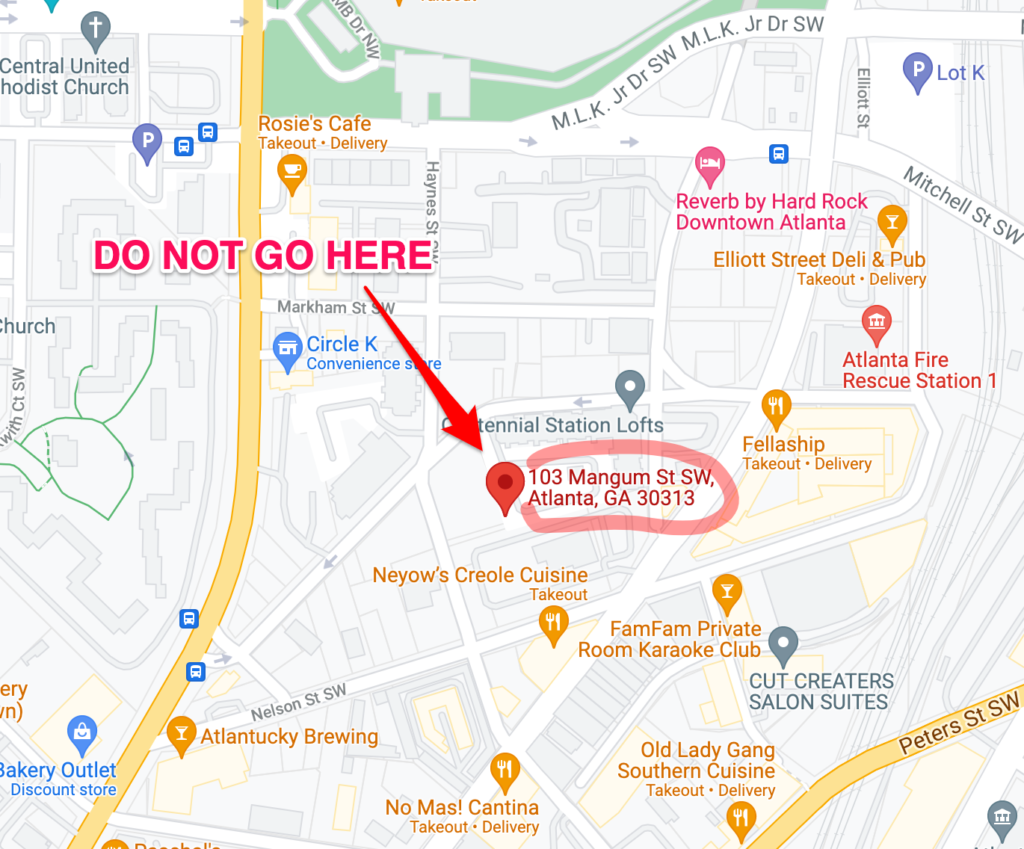 Takeout
MB Dr NW
M.L.K. Jr Dr SW
M.L.K. Jr Dr SW
Central United
hodist Church
P
P
Lot K
Elliott St
Rosie's Cafe
Takeout • Delivery
Haynes St SW
Reverb by Hard Rock
Downtown Atlanta
Mitchell St SW
DO NOT GO HERE
Elliott Street Deli & Pub
Takeout • Delivery
Markham St SW
Church
Circle K
Convenience store
Atlanta Fire
Rescue Station 1
with Ct SW
Centennial Station Lofts
Fellaship
Takeout • Delivery
103 Mangum St SW,
Atlanta, GA 30313
Neyow's Creole Cuisine
Takeout
FamFam Private
Room Karaoke Club
CUT CREATERS
SALON SUITES
ery
wn)
Nelson St SW
Atlantucky Brewing
Peters St SW
Bakery Outlet
Discount store
Old Lady Gang
Southern Cuisine
Takeout • Delivery
No Mas! Cantina
Takeout • Delivery
Paschal's